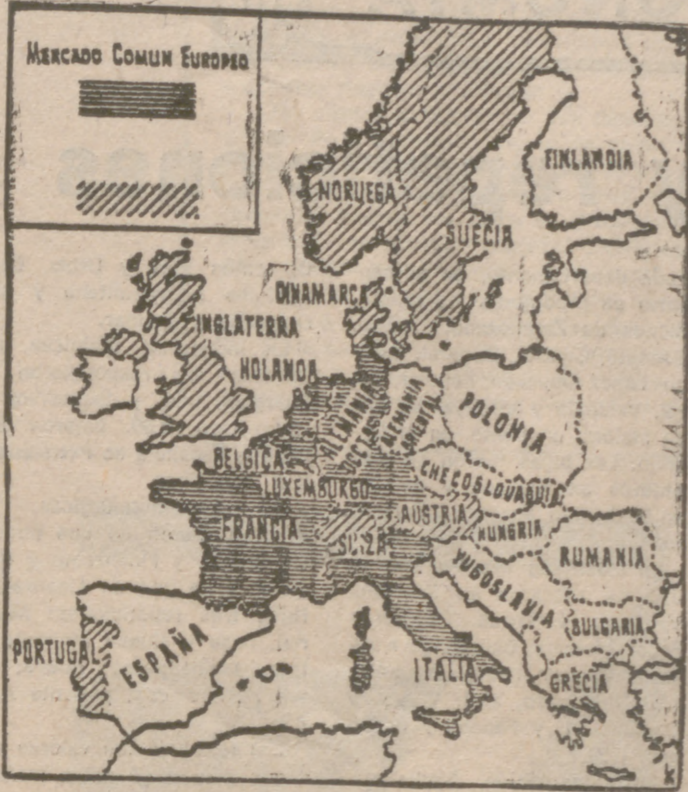 MERCADO COMUN EUROPEO
FINLANDIA
NORUEGA
SUECIA
DINAMARCA
INGLATERRA
HOLANDA
ALEMANIA
OCCTAL
ALEMANIA
ORIENTAL
POLONIA
BELGICA
LUXEMBURGO
CHECOSLOVAQUIA
FRANCIA
AUSTRIA
SUIZA
HUNGRIA
RUMANIA
YUGOSLAVIA
BULGARIA
PORTUGAL
ESPAÑA
ITALIA
GRECIA
K